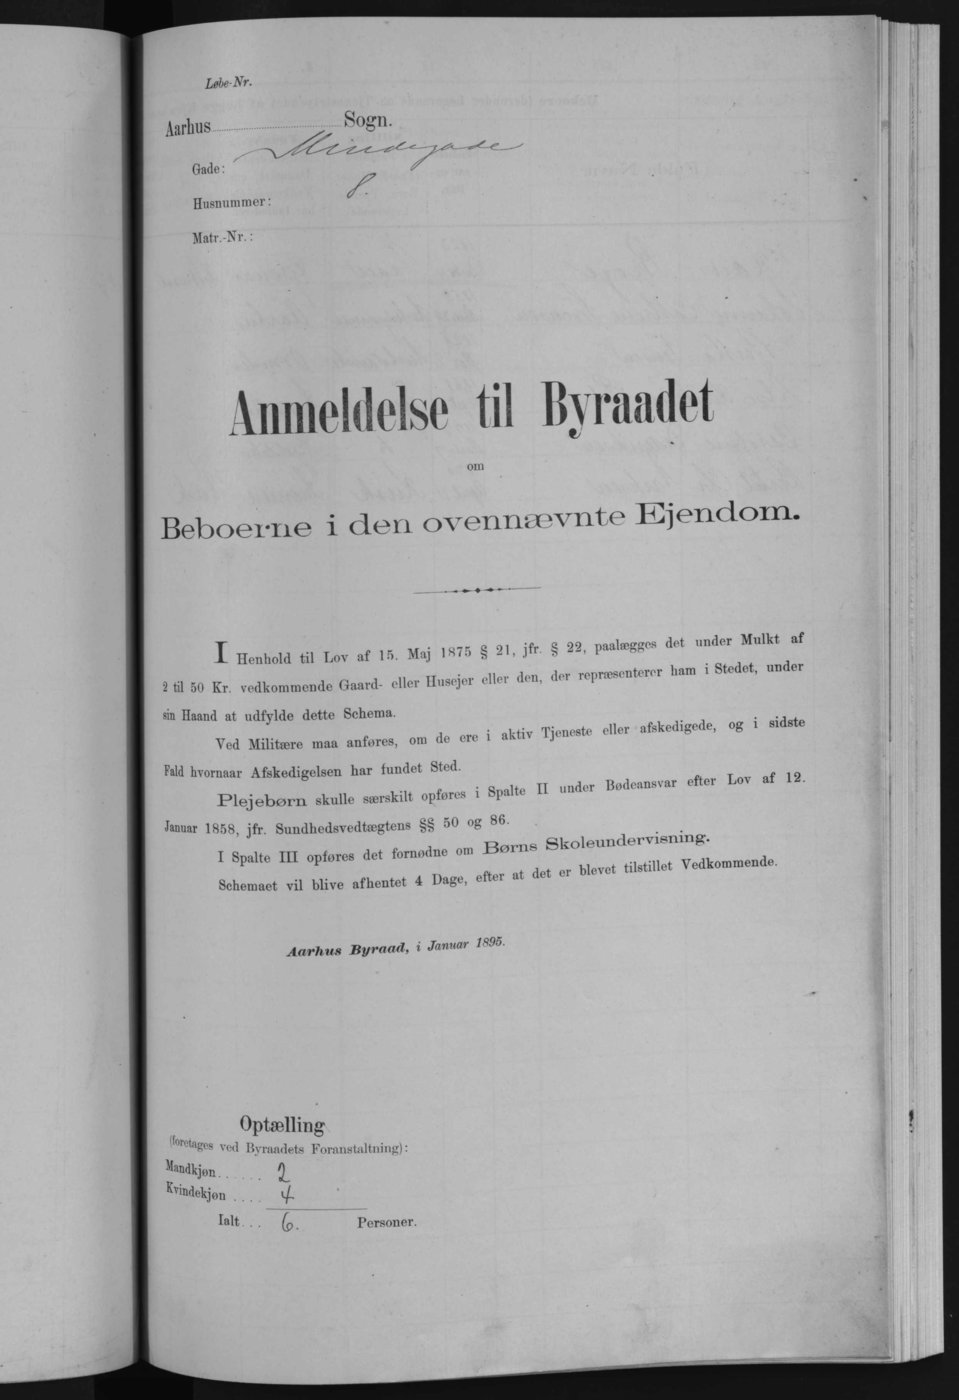 Løbe-Nr.
Aarhus Sogn.
Gade: Mindegade
Husnummer: 8.
Matr.-Nr.:
Anmeldelse til Byraadet
om
Beboerne i den ovennævnte Ejendom.
I Henhold til Lov af 15. Maj 1875 § 21, jfr. § 22, paalægges det under Mulkt af
2 til 50 Kr. vedkommende Gaard- eller Husejer eller den, der repræsenterer ham i Stedet, under
sin Haand at udfylde dette Schema.
Ved Militære maa anføres, om de ere i aktiv Tjeneste eller afskedigede, og i sidste
Fald hvornaar Afskedigelsen har fundet Sted.
Plejebørn skulle særskilt opføres i Spalte II under Bødeansvar efter Lov af 12.
Januar 1858, jfr. Sundhedsvedtægtens §§ 50 og 86.
I Spalte III opføres det fornødne om Børns Skoleundervisning.
Schemaet vil blive afhentet 4 Dage, efter at det er blevet tilstillet Vedkommende.
Aarhus Byraad, i Januar 1895.
Optælling
(foretages ved Byraadets Foranstaltning):
Mandkjøn...... 2
Kvindekjøn .... 4
Ialt... 6. Personer.